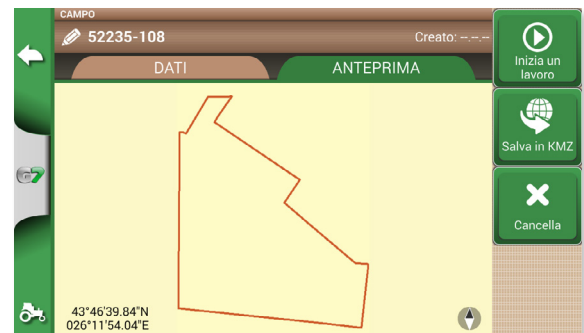 CAMPO
52235-108
Creato: --.--.--
DATI
ANTEPRIMA
Inizia un
lavoro
Salva in KMZ
Cancella
G7
43°46'39.84"N
026°11'54.04"E